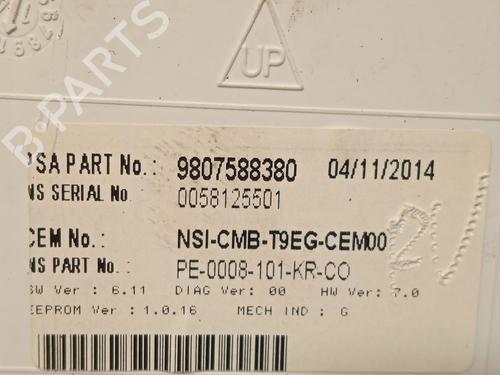 UP
B-PARTS
PSA PART No.: 9807588380 04/11/2014
NS SERIAL No 0058125501
CEM No.: NSI-CMB-T9EG-CEM00
NS PART No.: PE-0008-101-KR-CO
SW Ver : 6.11 DIAG Ver: 00 HW Ver: 7.0
EEPROM Ver : 1.0.16 MECH IND : G